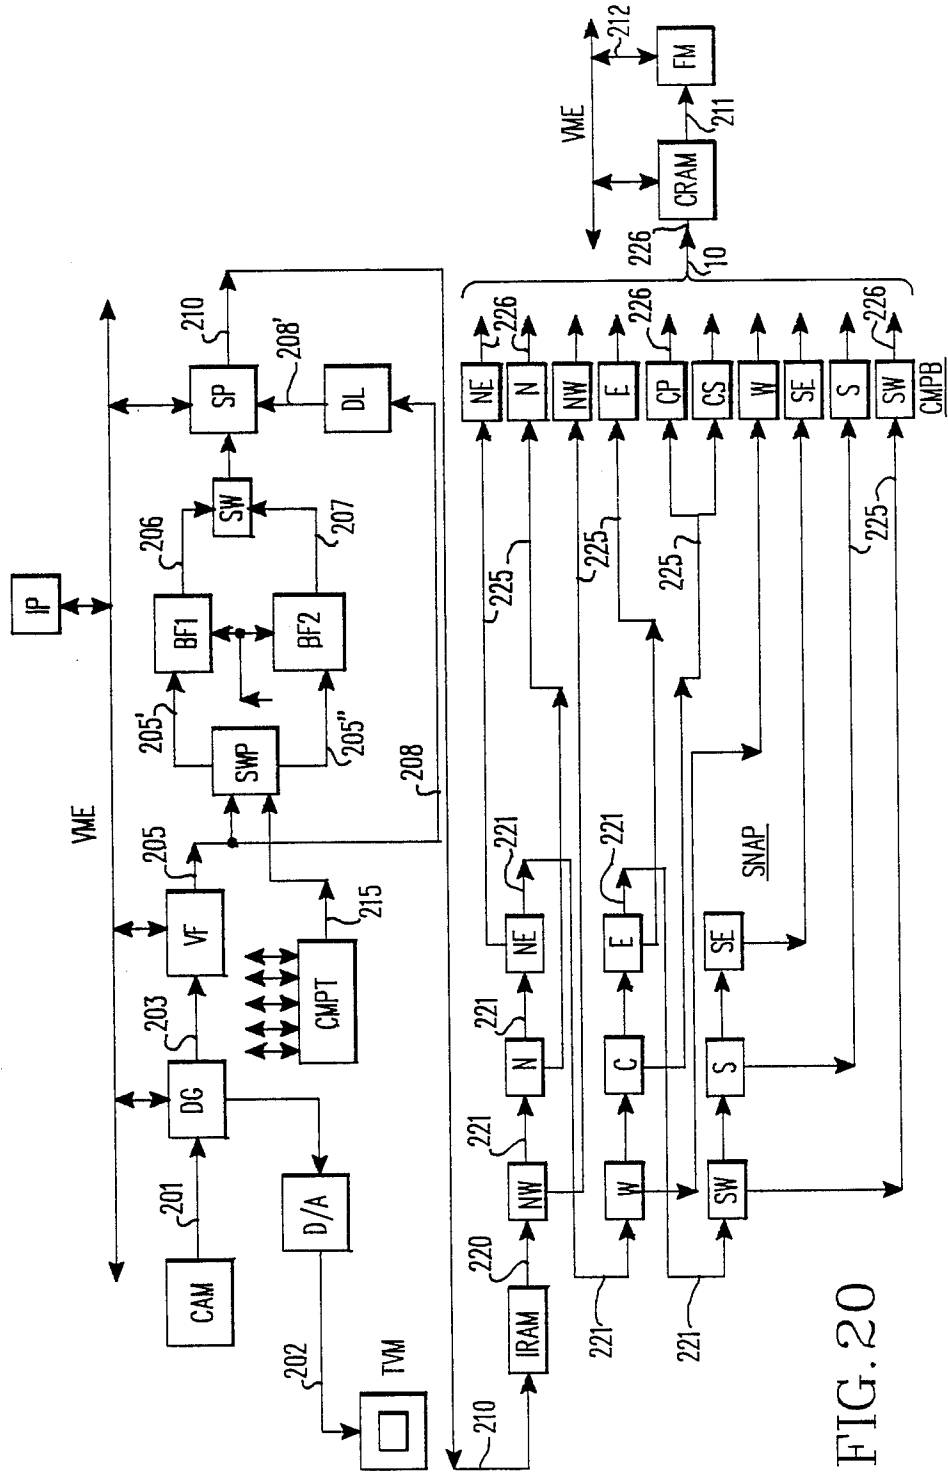 IP
VME
CAM
201
DG
203
VF
205
SWP
205'
205"
BF1
BF2
206
207
SW
SP
210
208'
DL
208
CMPT
215
D/A
202
TVM
210
IRAM
220
NW
221
N
221
NE
221
221
W
C
E
221
221
SW
S
SE
SNAP
225
225
225
225
225
NE
N
NW
E
CP
CS
W
SE
S
SW
CMPB
226
226
226
10
226
CRAM
211
FM
212
VME
FIG. 20